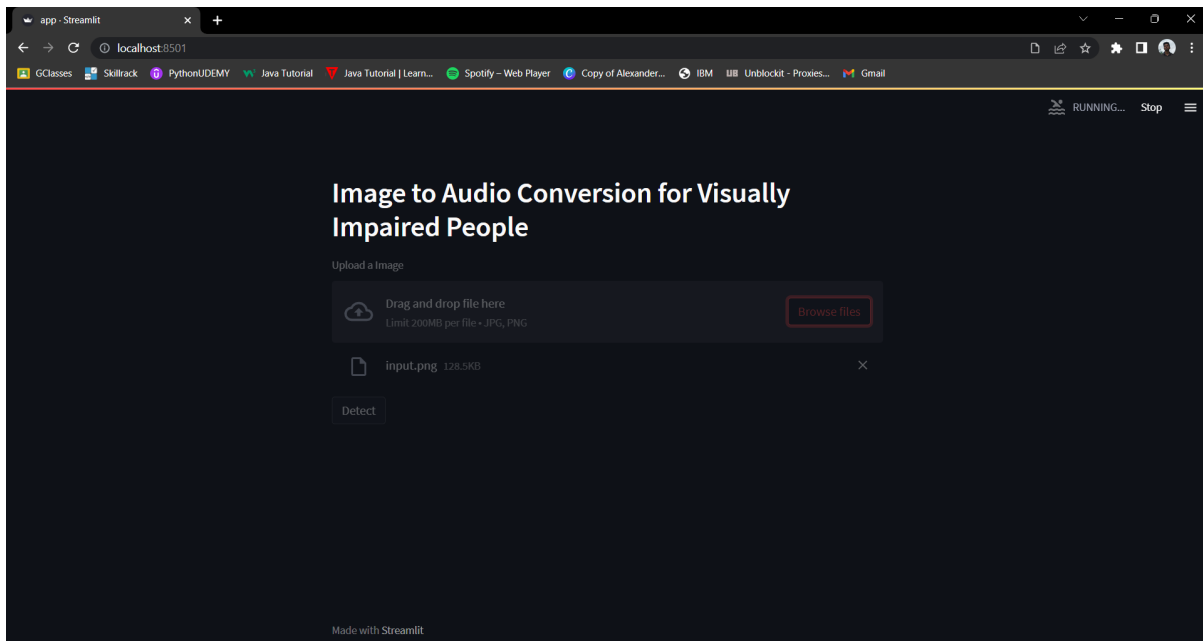 app - Streamlit
localhost:8501
GClasses Skillrack PythonUDEMY Java Tutorial Java Tutorial | Learn... Spotify – Web Player Copy of Alexander... IBM UB Unblockit - Proxies... Gmail
RUNNING... Stop
Image to Audio Conversion for Visually
Impaired People
Upload a Image
Drag and drop file here
Limit 200MB per file • JPG, PNG
Browse files
input.png 128.5KB
Detect
Made with Streamlit